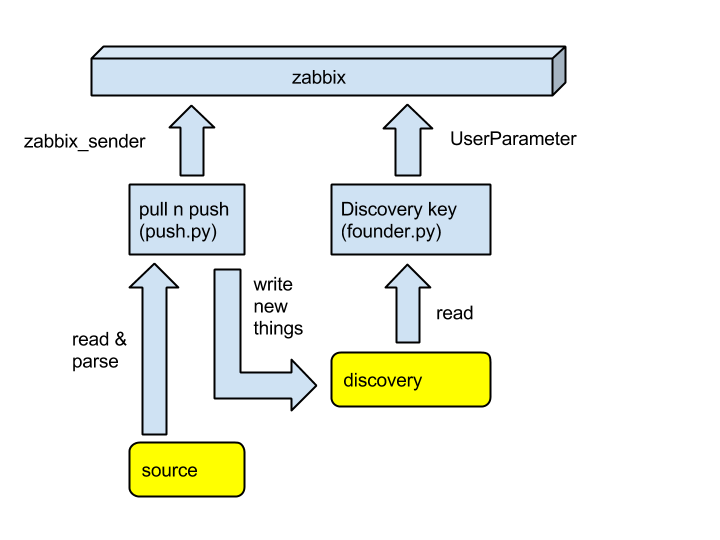 zabbix
zabbix_sender
UserParameter
pull n push
(push.py)
Discovery key
(founder.py)
write
new
things
read &
parse
read
discovery
source